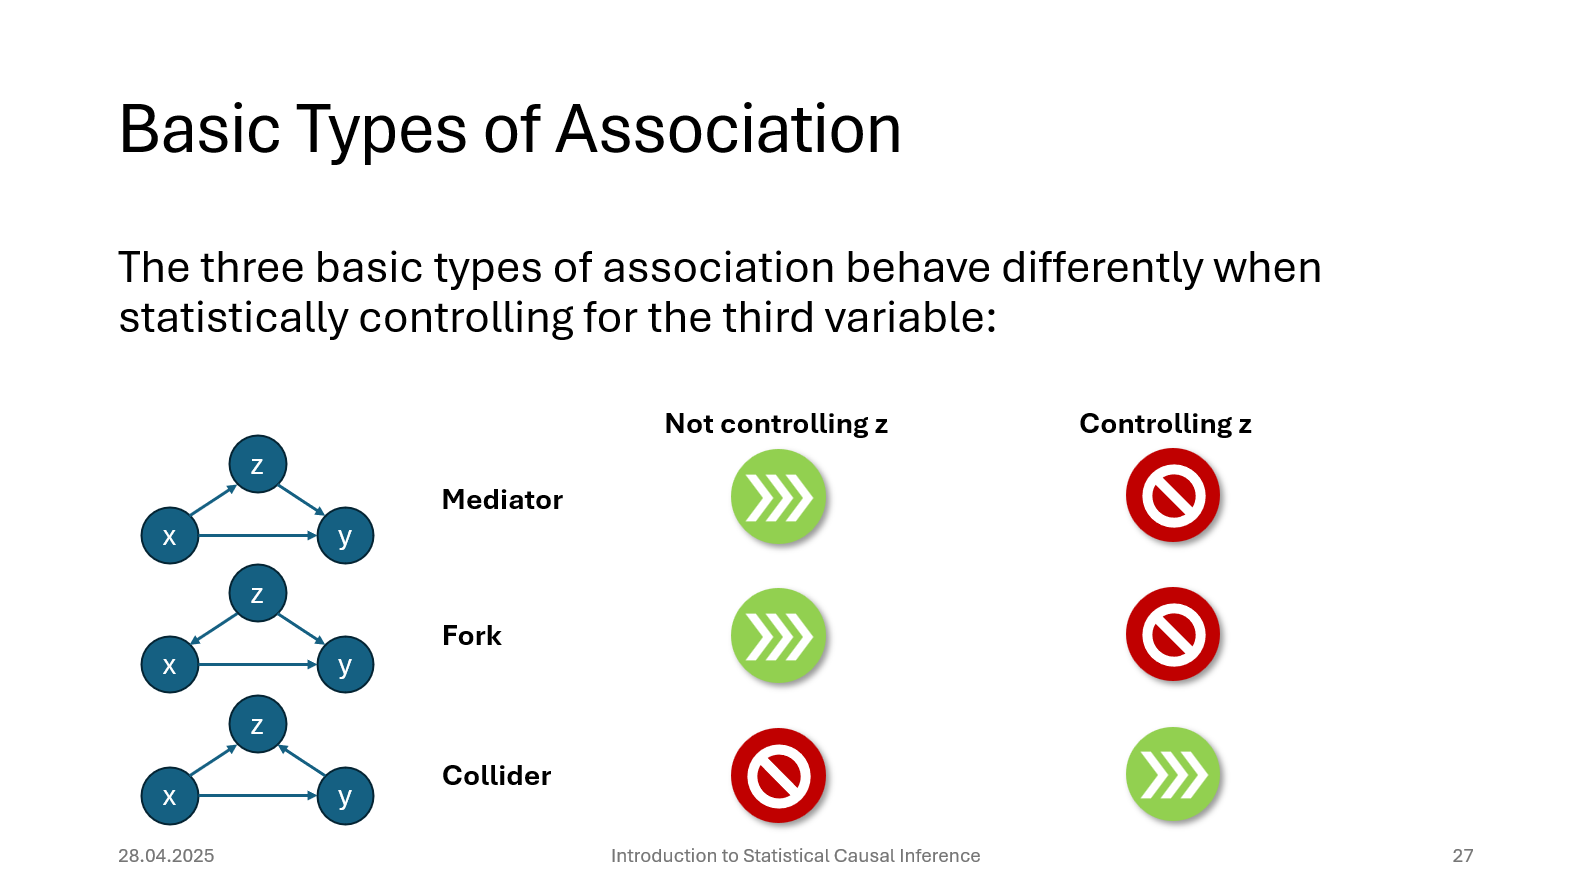 Basic Types of Association
The three basic types of association behave differently when
statistically controlling for the third variable:
Not controlling z
Controlling z
z
x
y
Mediator
z
x
y
Fork
z
x
y
Collider
28.04.2025
Introduction to Statistical Causal Inference
27